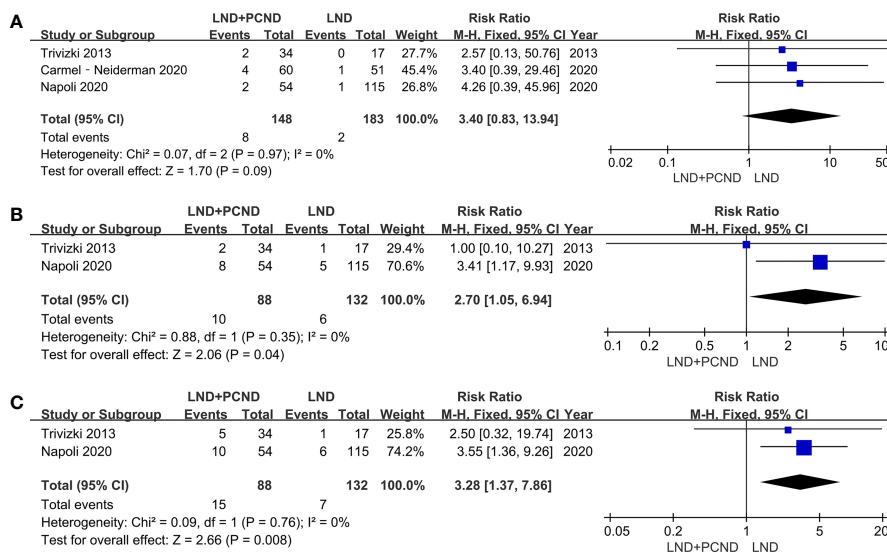 A
LND+PCND LND Risk Ratio Risk Ratio
Study or Subgroup Events Total Events Total Weight M-H, Fixed, 95% CI Year M-H, Fixed, 95% CI
Trivizki 2013 2 34 0 17 27.7% 2.57 [0.13, 50.76] 2013
Carmel - Neiderman 2020 4 60 1 51 45.4% 3.40 [0.39, 29.46] 2020
Napoli 2020 2 54 1 115 26.8% 4.26 [0.39, 45.96] 2020
Total (95% CI) 148 183 100.0% 3.40 [0.83, 13.94]
Total events 8 2
Heterogeneity: Chi² = 0.07, df = 2 (P = 0.97); I² = 0%
Test for overall effect: Z = 1.70 (P = 0.09)
0.02 0.1 1 10 50
LND+PCND LND
B
LND+PCND LND Risk Ratio Risk Ratio
Study or Subgroup Events Total Events Total Weight M-H, Fixed, 95% CI Year M-H, Fixed, 95% CI
Trivizki 2013 2 34 1 17 29.4% 1.00 [0.10, 10.27] 2013
Napoli 2020 8 54 5 115 70.6% 3.41 [1.17, 9.93] 2020
Total (95% CI) 88 132 100.0% 2.70 [1.05, 6.94]
Total events 10 6
Heterogeneity: Chi² = 0.88, df = 1 (P = 0.35); I² = 0%
Test for overall effect: Z = 2.06 (P = 0.04)
0.1 0.2 0.5 1 2 5 10
LND+PCND LND
C
LND+PCND LND Risk Ratio Risk Ratio
Study or Subgroup Events Total Events Total Weight M-H, Fixed, 95% CI Year M-H, Fixed, 95% CI
Trivizki 2013 5 34 1 17 25.8% 2.50 [0.32, 19.74] 2013
Napoli 2020 10 54 6 115 74.2% 3.55 [1.36, 9.26] 2020
Total (95% CI) 88 132 100.0% 3.28 [1.37, 7.86]
Total events 15 7
Heterogeneity: Chi² = 0.09, df = 1 (P = 0.76); I² = 0%
Test for overall effect: Z = 2.66 (P = 0.008)
0.05 0.2 1 5 20
LND+PCND LND